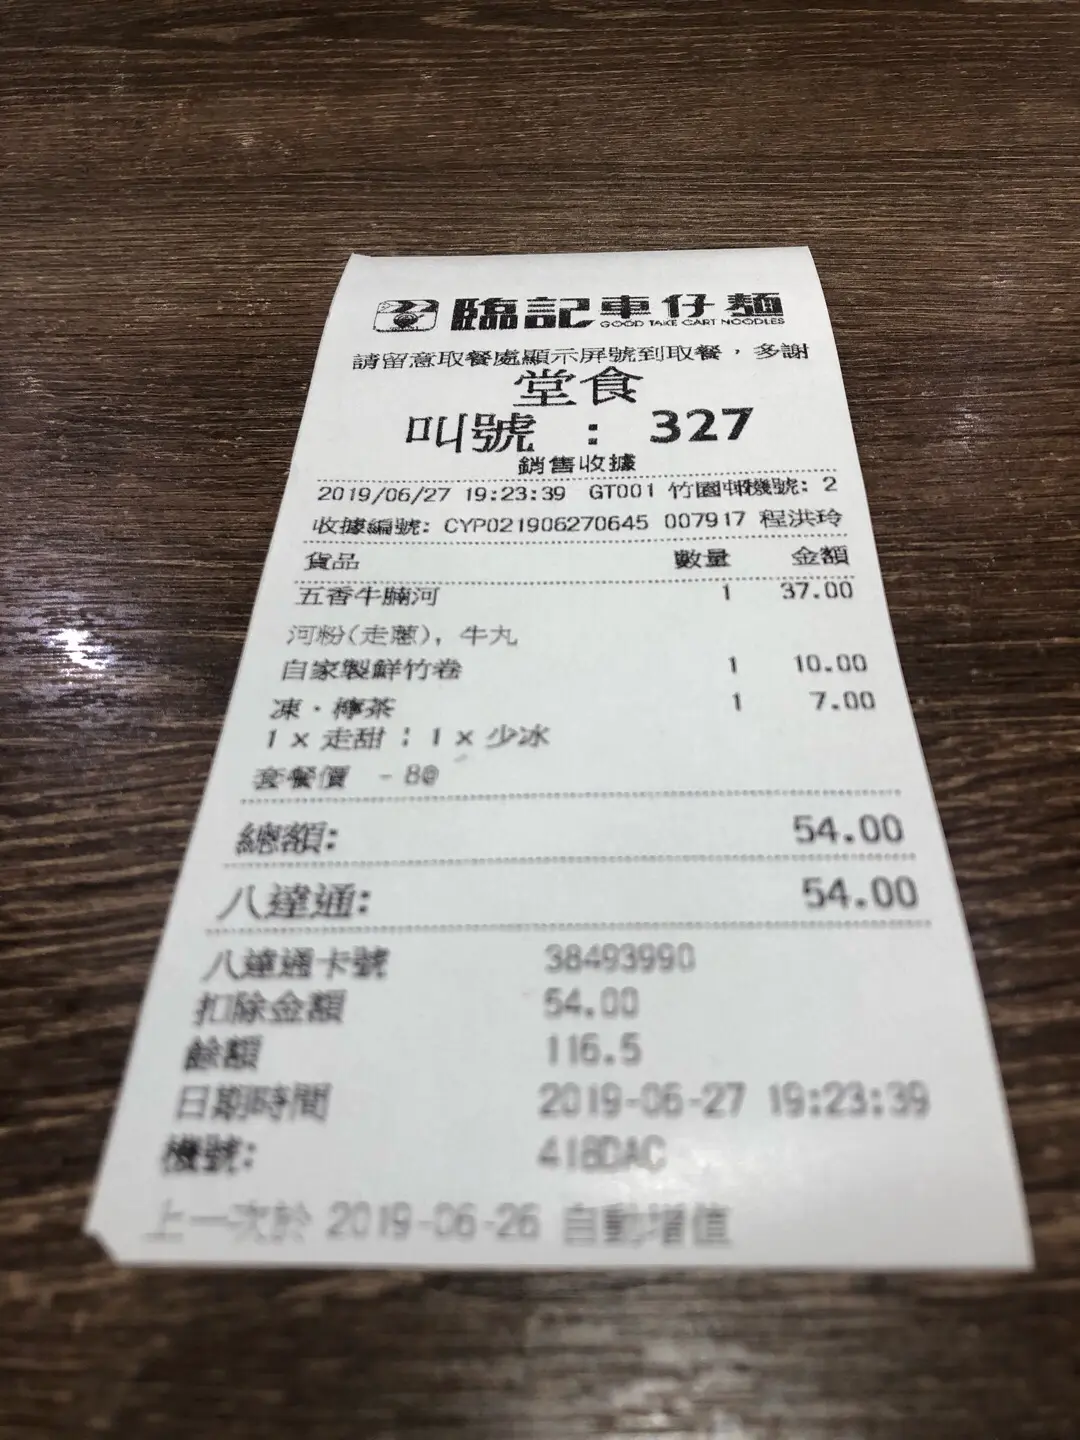 臨記車仔麵
GOOD TAKE CART NOODLES
請留意取餐處顯示屏號到取餐，多謝
堂食
叫號 : 327
銷售收據
2019/06/27 19:23:39 GT001 竹園邨機號: 2
收據編號: CYP021906270645 007917 程洪玲
貨品 數量 金額
五香牛腩河 1 37.00
河粉(走蔥), 牛丸
自家製鮮竹卷 1 10.00
凍·檸茶 1 7.00
1 x 走甜 ; 1 x 少冰
套餐價 -8@
總額: 54.00
八達通: 54.00
八達通卡號 38493990
扣除金額 54.00
餘額 116.5
日期時間 2019-06-27 19:23:39
機號: 418DAC
上一次於 2019-06-26 自動增值